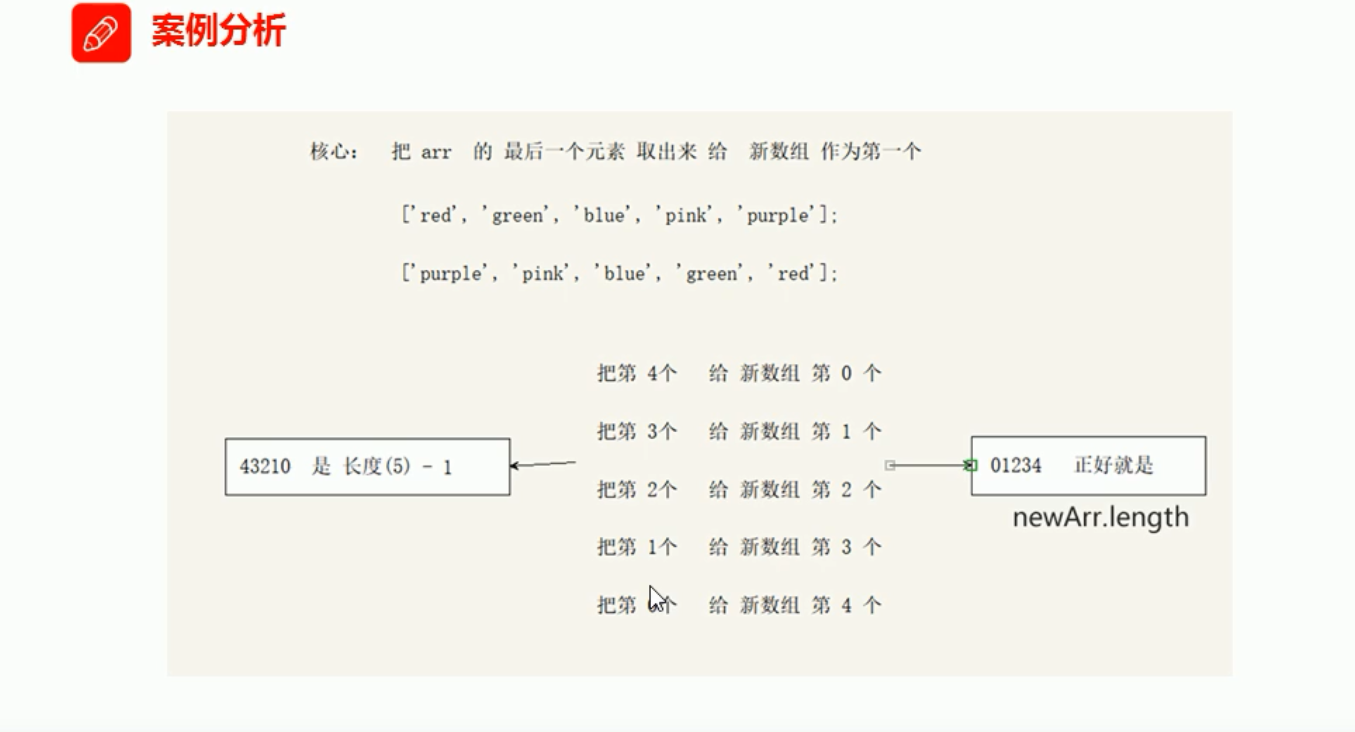 案例分析
核心： 把 arr 的 最后一个元素 取出来 给 新数组 作为第一个
['red', 'green', 'blue', 'pink', 'purple'];
['purple', 'pink', 'blue', 'green', 'red'];
把第 4个 给 新数组 第 0 个
把第 3个 给 新数组 第 1 个
43210 是 长度(5) - 1
01234 正好就是
把第 2个 给 新数组 第 2 个
newArr.length
把第 1个 给 新数组 第 3 个
把第 0个 给 新数组 第 4 个